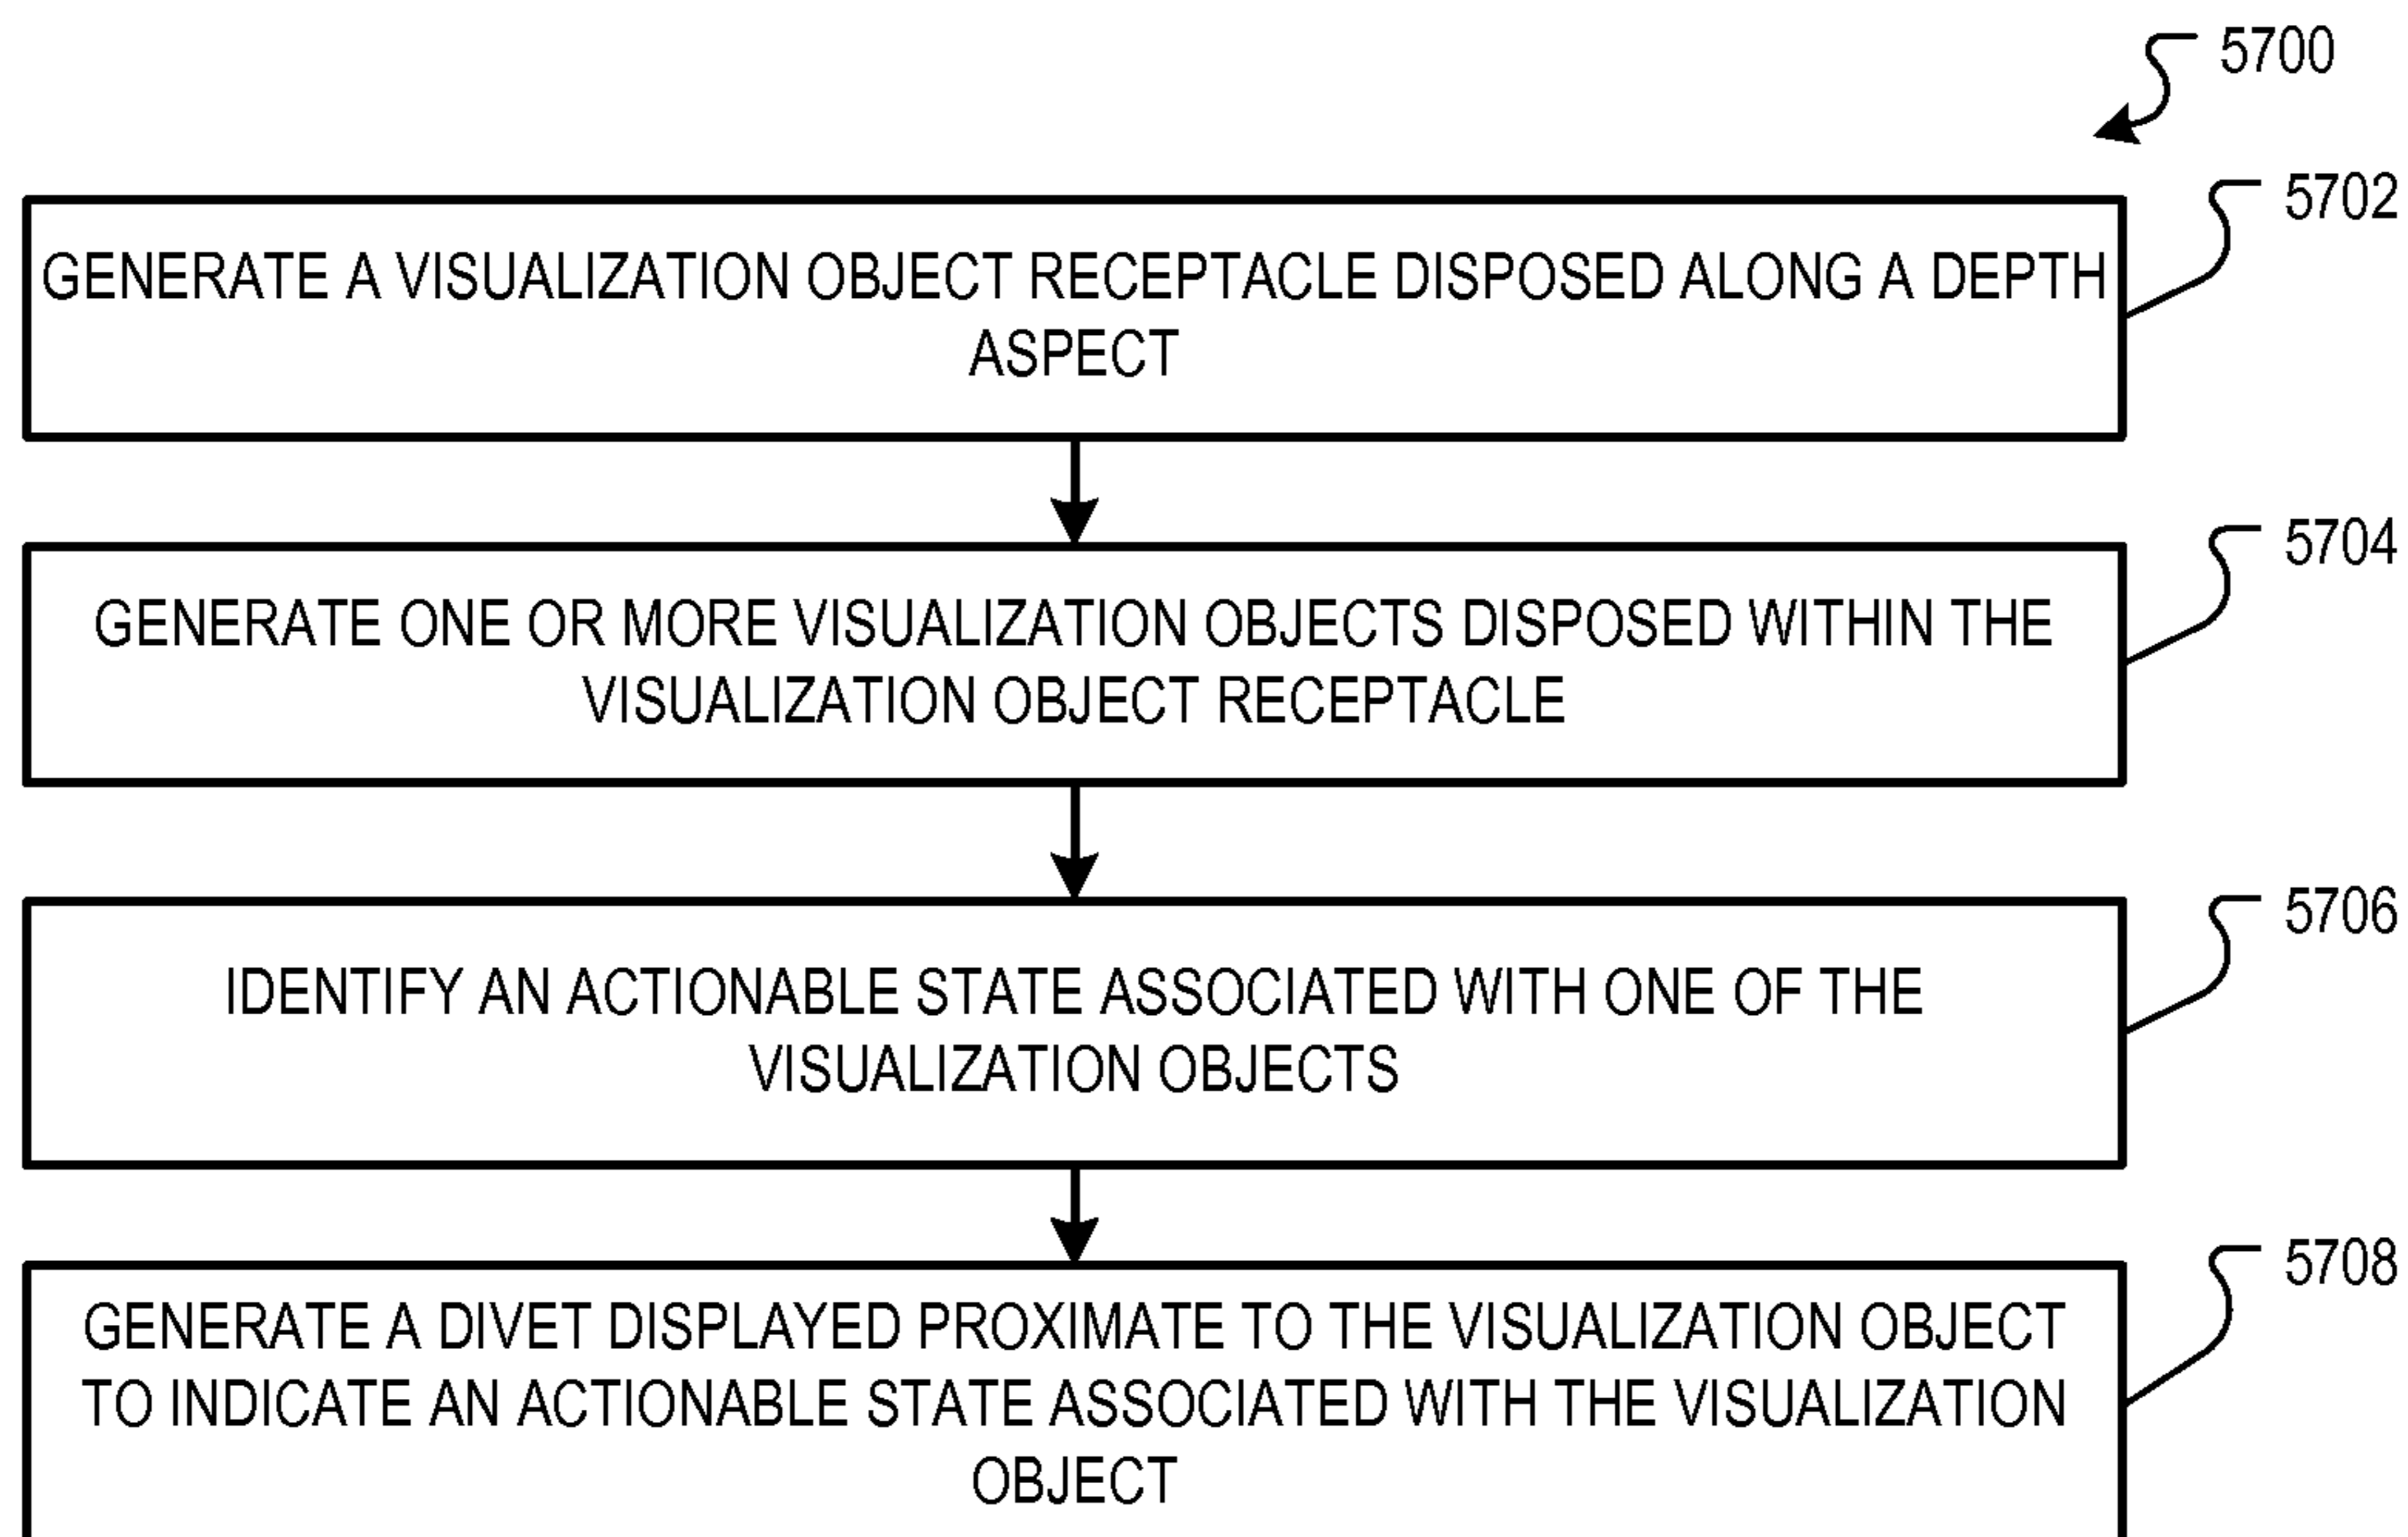 5700
5702
GENERATE A VISUALIZATION OBJECT RECEPTACLE DISPOSED ALONG A DEPTH
ASPECT
5704
GENERATE ONE OR MORE VISUALIZATION OBJECTS DISPOSED WITHIN THE
VISUALIZATION OBJECT RECEPTACLE
5706
IDENTIFY AN ACTIONABLE STATE ASSOCIATED WITH ONE OF THE
VISUALIZATION OBJECTS
5708
GENERATE A DIVET DISPLAYED PROXIMATE TO THE VISUALIZATION OBJECT
TO INDICATE AN ACTIONABLE STATE ASSOCIATED WITH THE VISUALIZATION
OBJECT